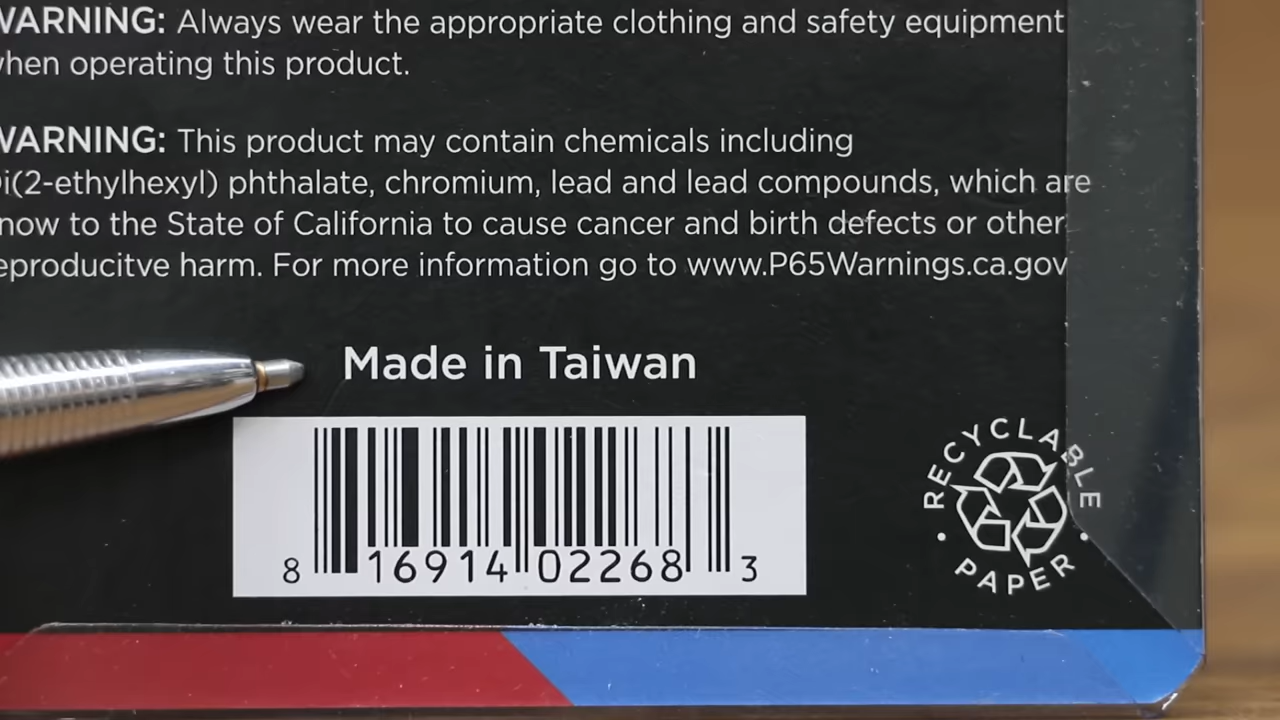 WARNING: Always wear the appropriate clothing and safety equipment
when operating this product.
WARNING: This product may contain chemicals including
Di(2-ethylhexyl) phthalate, chromium, lead and lead compounds, which are
know to the State of California to cause cancer and birth defects or other
reproducitve harm. For more information go to www.P65Warnings.ca.gov
Made in Taiwan
8 16914 02268 3
RECYCLABLE
• PAPER •